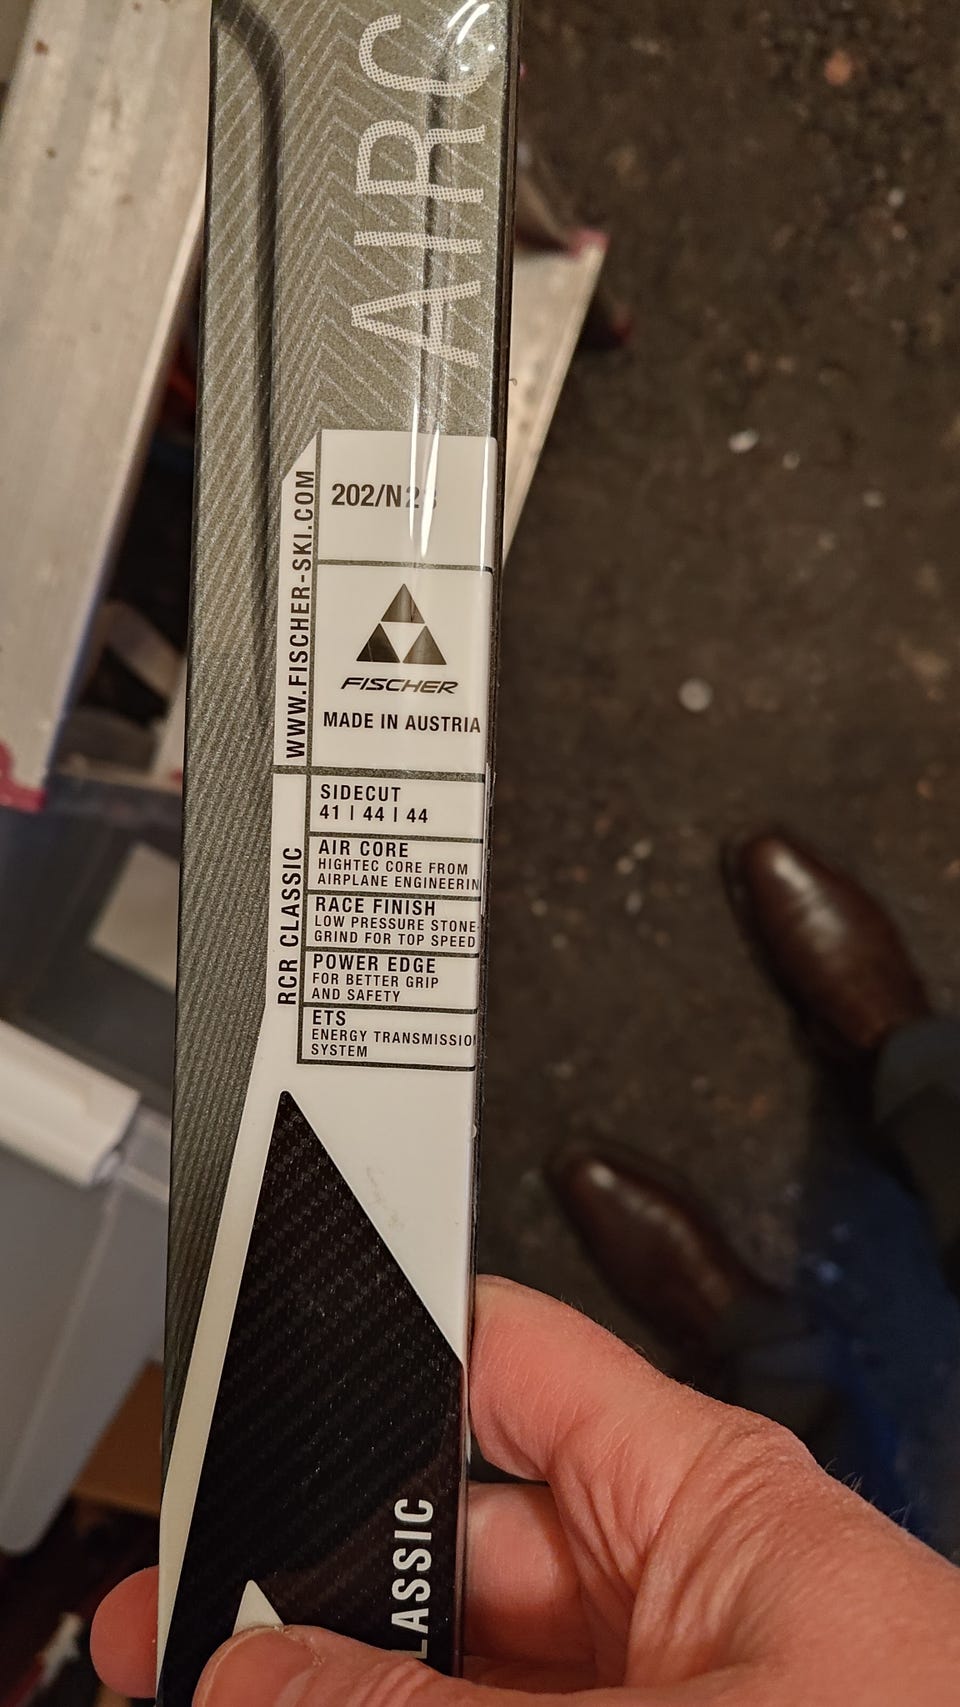 AIRC
202/N2
WWW.FISCHER-SKI.COM
FISCHER
MADE IN AUSTRIA
RCR CLASSIC
SIDECUT
41 | 44 | 44
AIR CORE
HIGHTEC CORE FROM
AIRPLANE ENGINEERIN
RACE FINISH
LOW PRESSURE STONE-
GRIND FOR TOP SPEED
POWER EDGE
FOR BETTER GRIP
AND SAFETY
ETS
ENERGY TRANSMISSION
SYSTEM
LASSIC